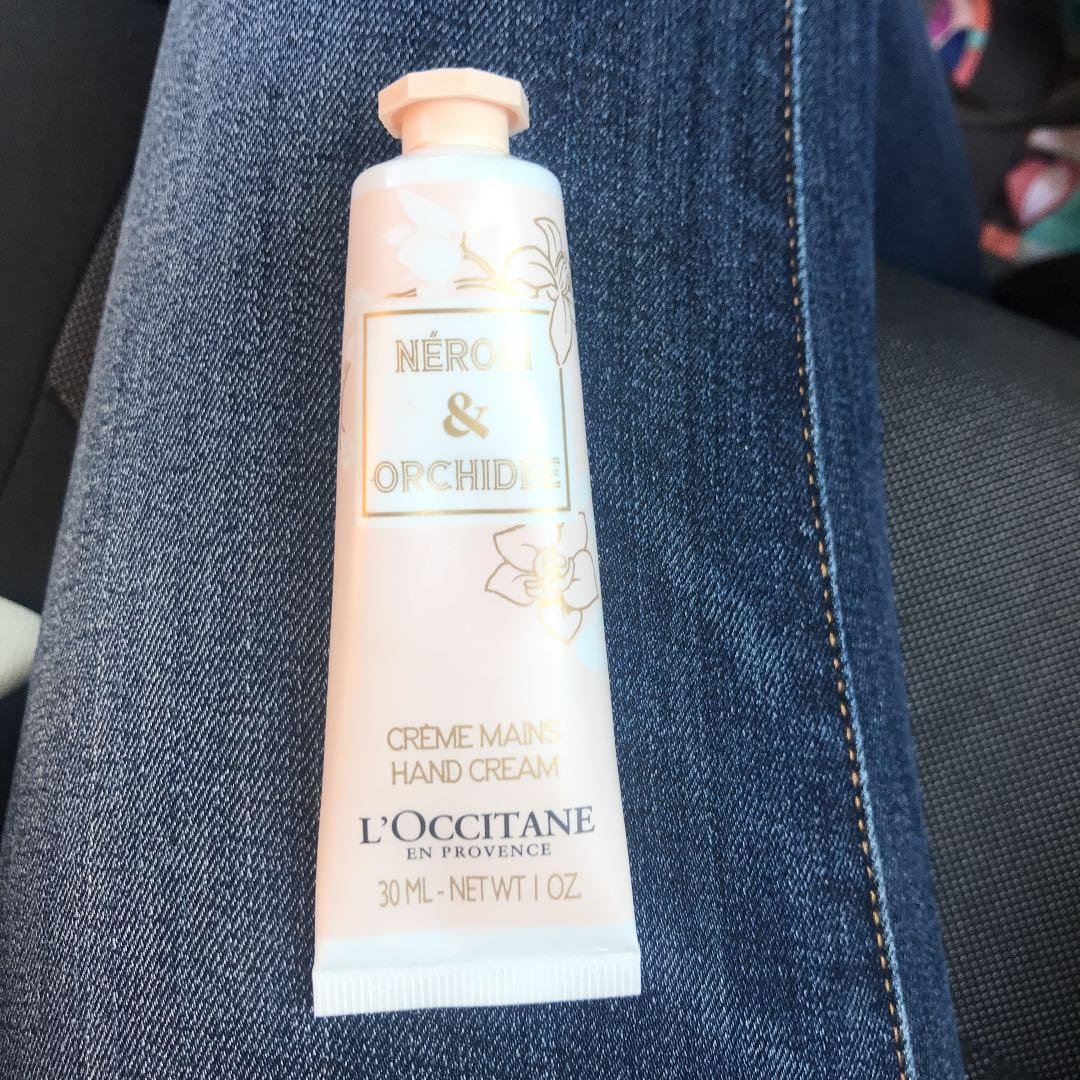 NÉROLI
&
ORCHIDÉE
CRÈME MAINS
HAND CREAM
L'OCCITANE
EN PROVENCE
30 ML - NET WT 1 OZ.